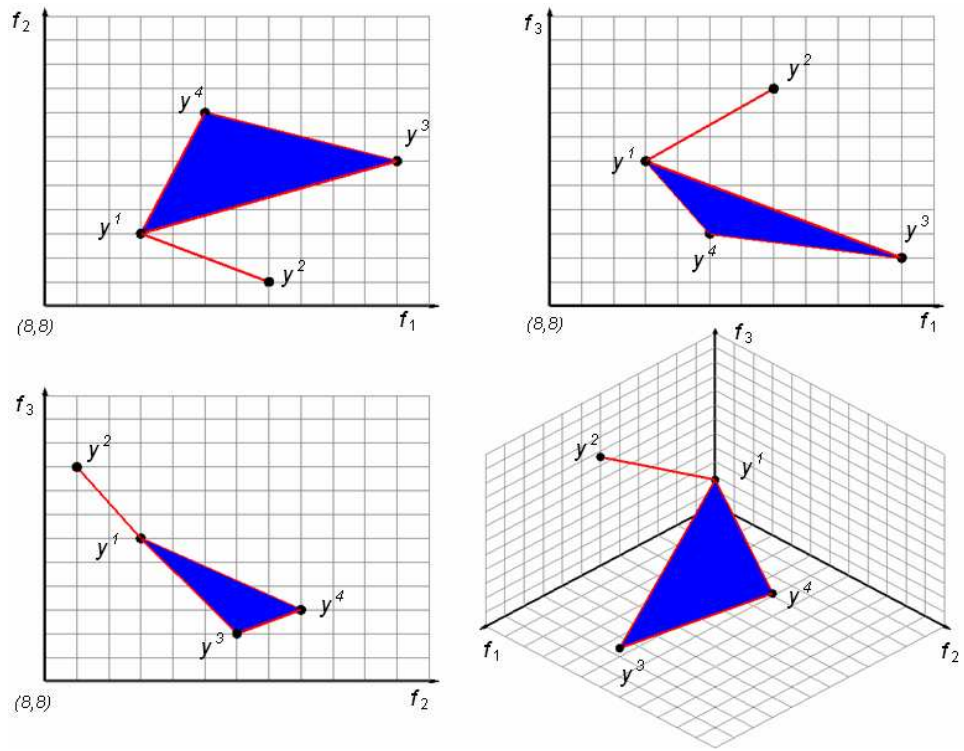 f₂
y⁴
y³
y¹
y²
(8,8)
f₁
f₃
y²
y¹
y³
y⁴
(8,8)
f₁
f₃
y²
y¹
y⁴
y³
(8,8)
f₂
f₃
y²
y¹
y⁴
y³
f₁
f₂